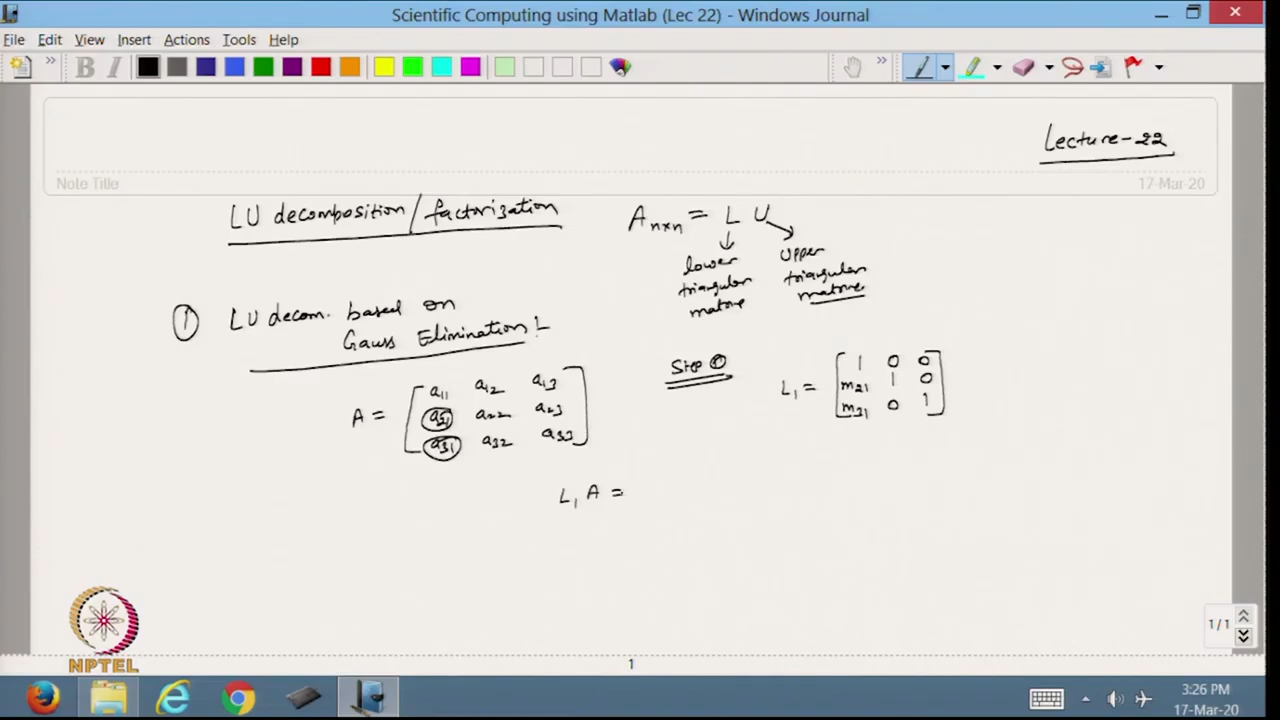 Scientific Computing using Matlab (Lec 22) - Windows Journal
File Edit View Insert Actions Tools Help
Lecture-22
Note Title
17-Mar-20
LU decomposition/factorization
A nxn = L U
lower triangular matrix
upper triangular matrix
① LU decom. based on
Gauss Elimination:-
Step ①
L1 = [ 1 0 0
m21 1 0
m31 0 1 ]
A = [ a11 a12 a13
a21 a22 a23
a31 a32 a33 ]
L1 A =
1/1
NPTEL
1
3:26 PM
17-Mar-20